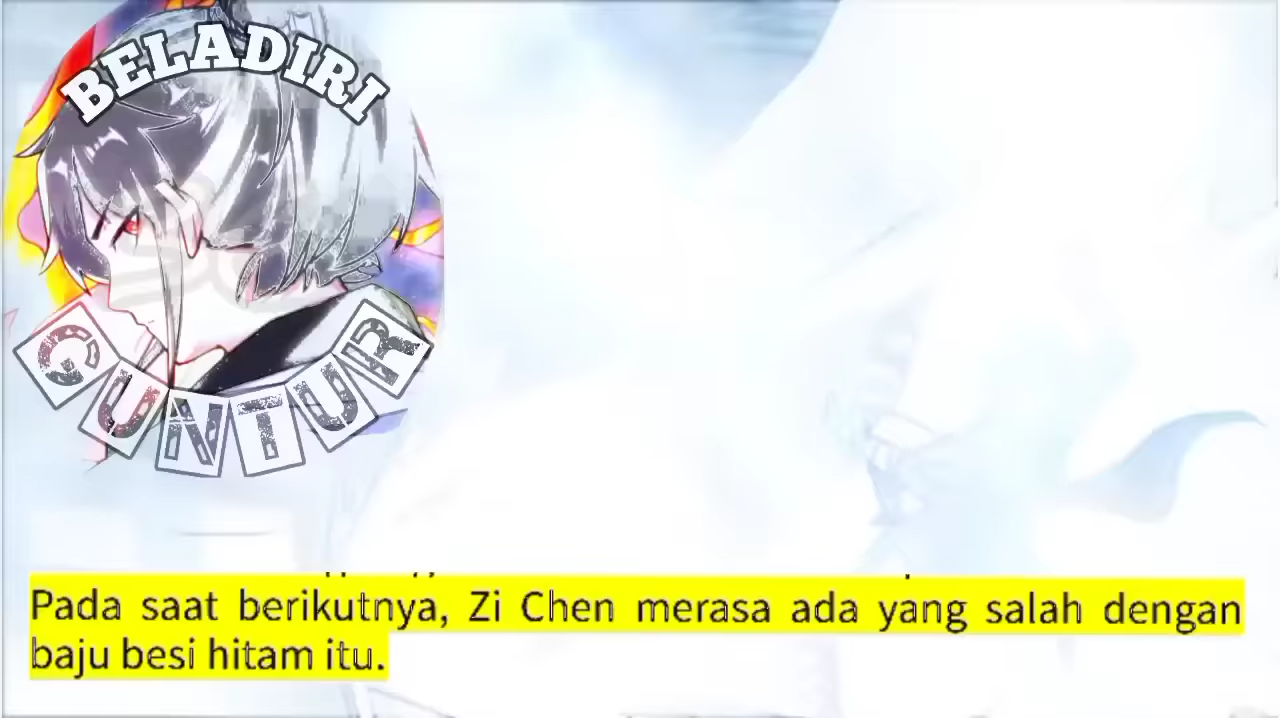 BELADIRI
GUNTUR
Pada saat berikutnya, Zi Chen merasa ada yang salah dengan
baju besi hitam itu.